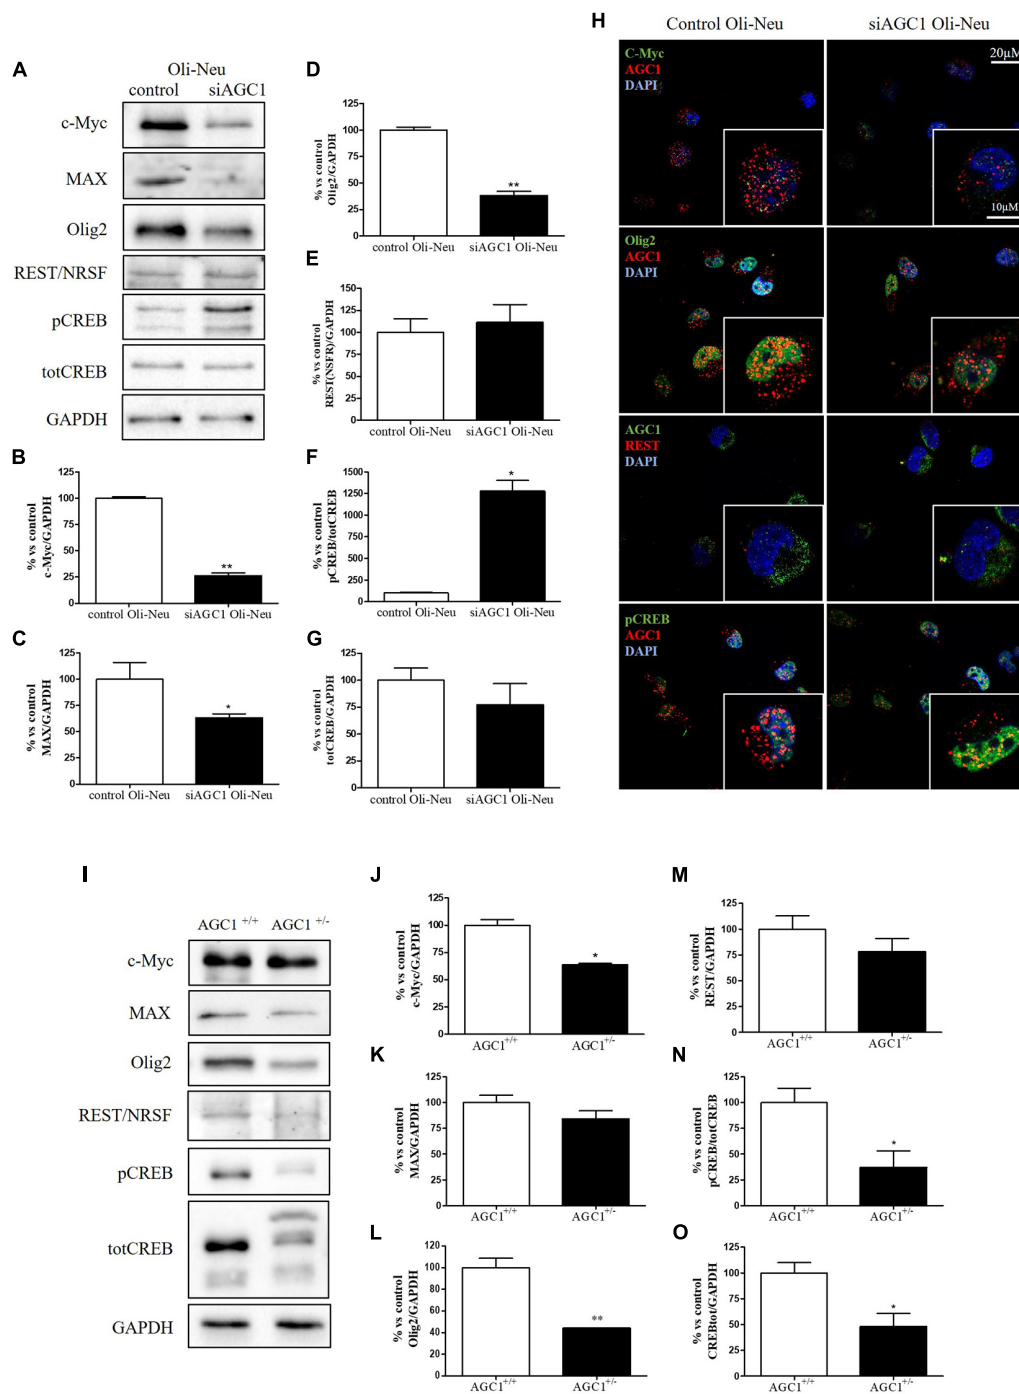 A
Oli-Neu
control siAGC1
c-Myc
MAX
Olig2
REST/NRSF
pCREB
totCREB
GAPDH
B
% vs control
c-Myc/GAPDH
125
100
75
50
25
0
**
control Oli-Neu siAGC1 Oli-Neu
C
% vs control
MAX/GAPDH
125
100
75
50
25
0
*
control Oli-Neu siAGC1 Oli-Neu
D
% vs control
Olig2/GAPDH
125
100
75
50
25
0
**
control Oli-Neu siAGC1 Oli-Neu
E
% vs control
REST(NSFR)/GAPDH
150
125
100
75
50
25
0
control Oli-Neu siAGC1 Oli-Neu
F
% vs control
pCREB/totCREB
1500
1250
1000
750
500
250
0
*
control Oli-Neu siAGC1 Oli-Neu
G
% vs control
totCREB/GAPDH
125
100
75
50
25
0
control Oli-Neu siAGC1 Oli-Neu
H
Control Oli-Neu siAGC1 Oli-Neu
C-Myc
AGC1
DAPI
20µM
10µM
Olig2
AGC1
DAPI
AGC1
REST
DAPI
pCREB
AGC1
DAPI
I
AGC1 +/+ AGC1 +/-
c-Myc
MAX
Olig2
REST/NRSF
pCREB
totCREB
GAPDH
J
% vs control
c-Myc/GAPDH
125
100
75
50
25
0
*
AGC1+/+ AGC1+/-
K
% vs control
MAX/GAPDH
125
100
75
50
25
0
AGC1+/+ AGC1+/-
L
% vs control
Olig2/GAPDH
120
100
80
60
40
20
0
**
AGC1+/+ AGC1+/-
M
% vs control
REST/GAPDH
125
100
75
50
25
0
AGC1+/+ AGC1+/-
N
% vs control
pCREB/totCREB
125
100
75
50
25
0
*
AGC1+/+ AGC1+/-
O
% vs control
CREBtot/GAPDH
125
100
75
50
25
0
*
AGC1+/+ AGC1+/-